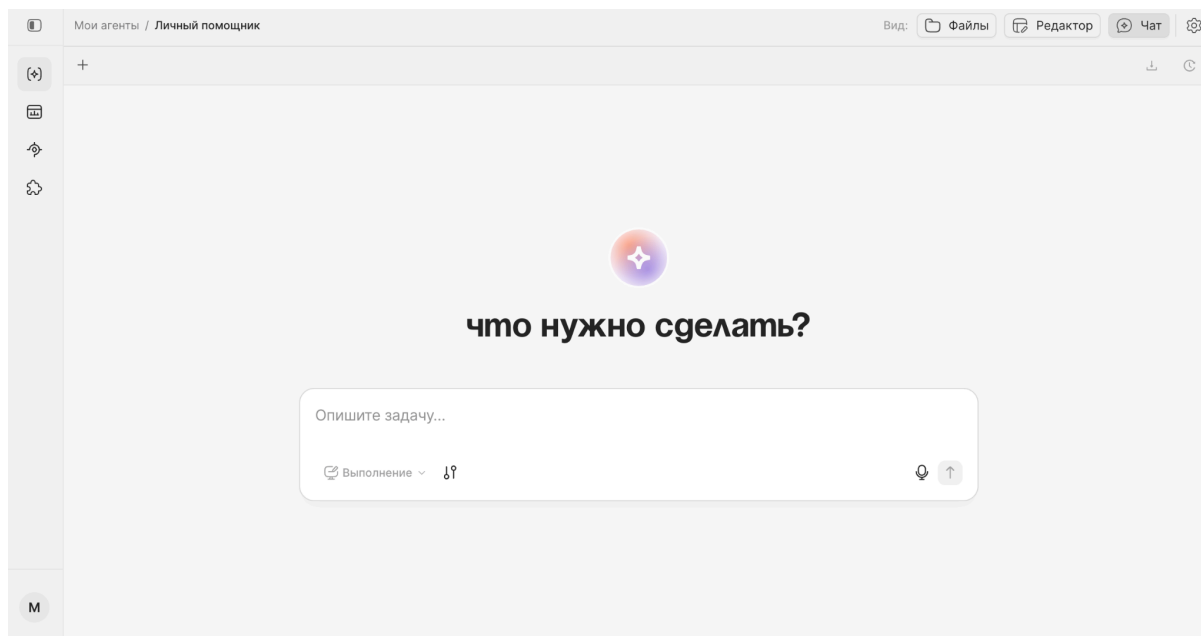 Мои агенты / Личный помощник
Вид: Файлы Редактор Чат
что нужно сделать?
Опишите задачу...
Выполнение
М